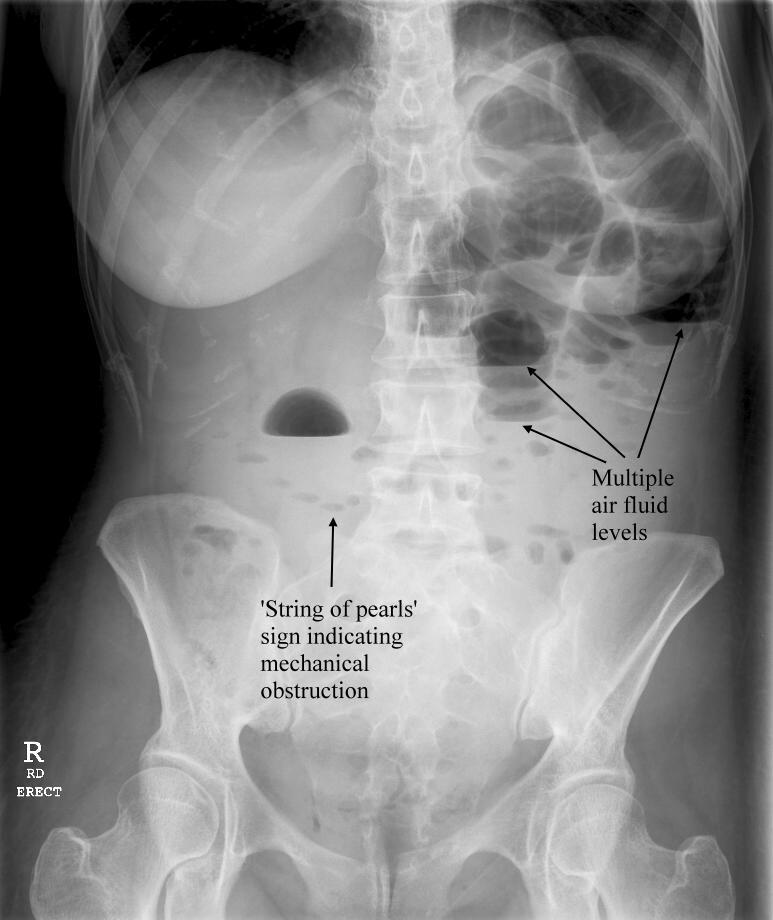 Multiple
air fluid
levels
'String of pearls'
sign indicating
mechanical
obstruction
R
RD
ERECT